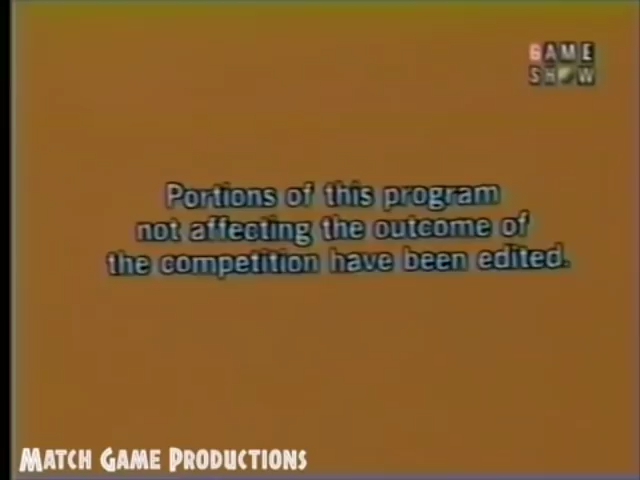 GAME
SHOW
Portions of this program
not affecting the outcome of
the competition have been edited.
MATCH GAME PRODUCTIONS